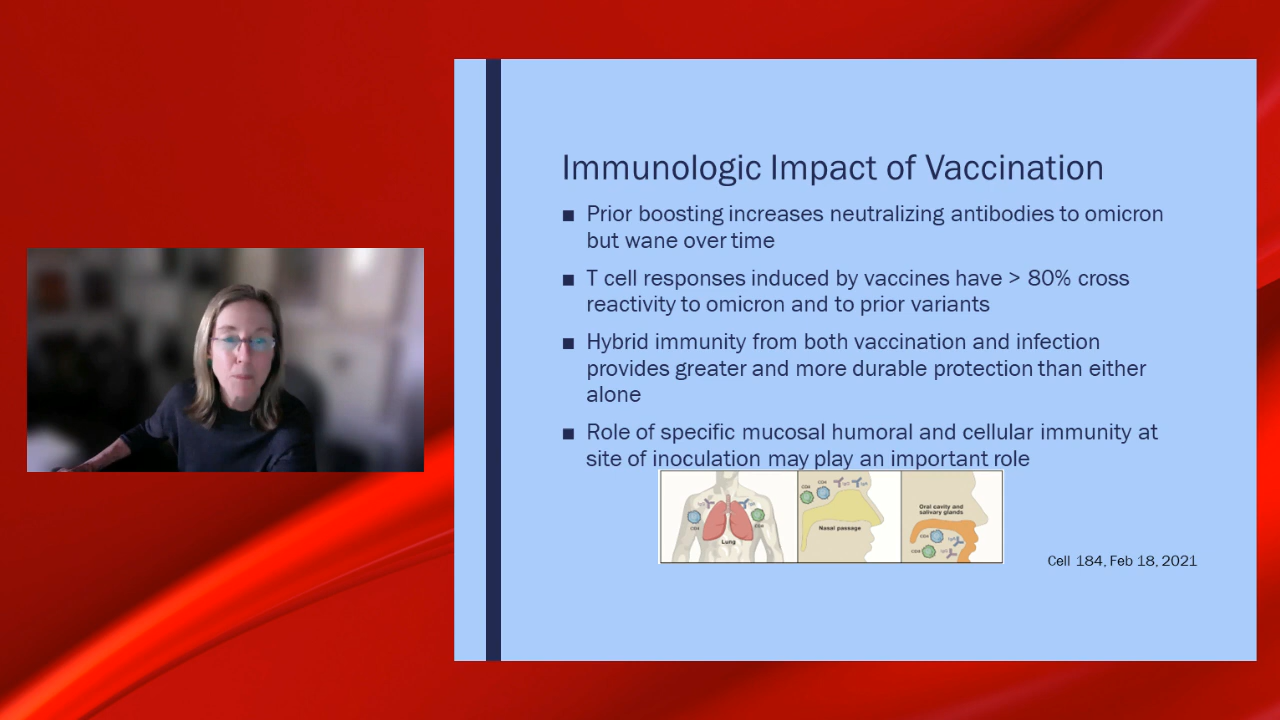 Immunologic Impact of Vaccination
■ Prior boosting increases neutralizing antibodies to omicron
but wane over time
■ T cell responses induced by vaccines have > 80% cross
reactivity to omicron and to prior variants
■ Hybrid immunity from both vaccination and infection
provides greater and more durable protection than either
alone
■ Role of specific mucosal humoral and cellular immunity at
site of inoculation may play an important role
Lung
Nasal passage
Oral cavity and
salivary glands
Cell 184, Feb 18, 2021